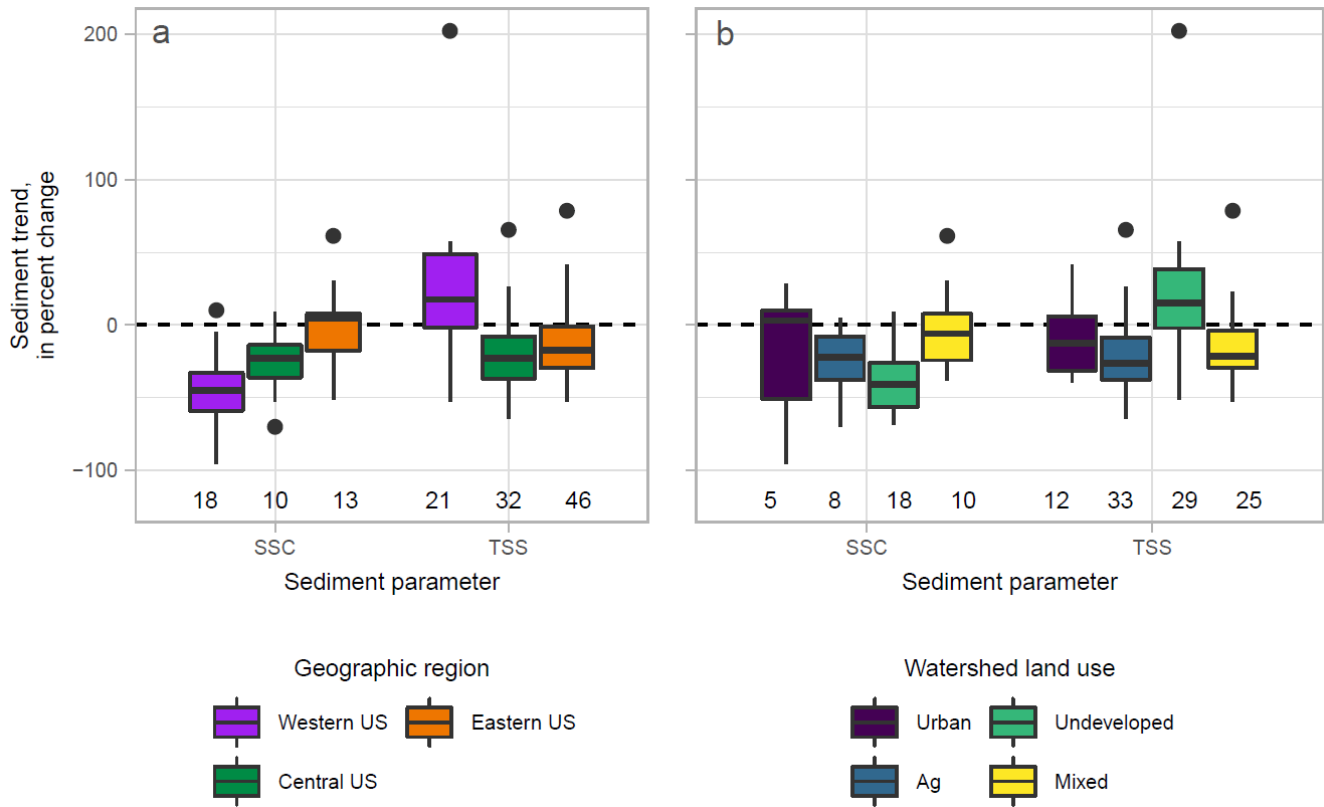 a
b
200
100
0
−100
Sediment trend,
in percent change
18 10 13 21 32 46
5 8 18 10 12 33 29 25
SSC TSS
SSC TSS
Sediment parameter
Sediment parameter
Geographic region
Western US
Eastern US
Central US
Watershed land use
Urban
Undeveloped
Ag
Mixed